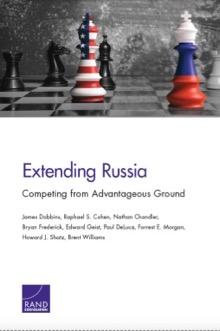 Extending Russia
Competing from Advantageous Ground
James Dobbins, Raphael S. Cohen, Nathan Chandler,
Bryan Frederick, Edward Geist, Paul DeLuca, Forrest E. Morgan,
Howard J. Shatz, Brent Williams
RAND
CORPORATION